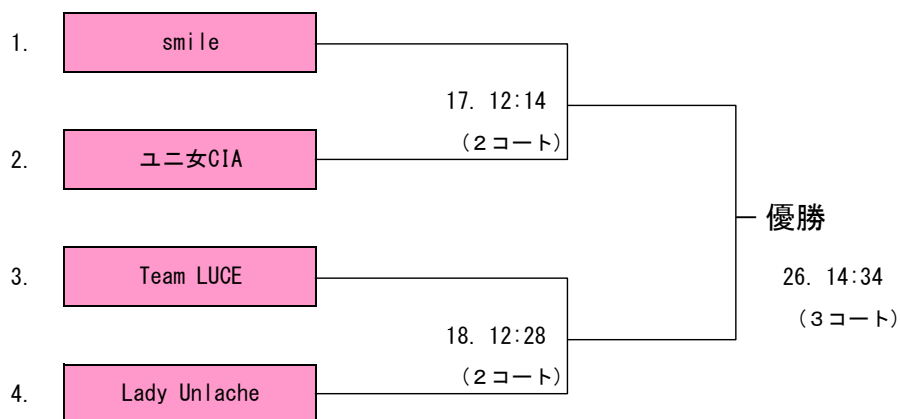 1. smile
17. 12:14
(2コート)
2. ユニ女CIA
優勝
3. Team LUCE
26. 14:34
(3コート)
18. 12:28
(2コート)
4. Lady Unlache